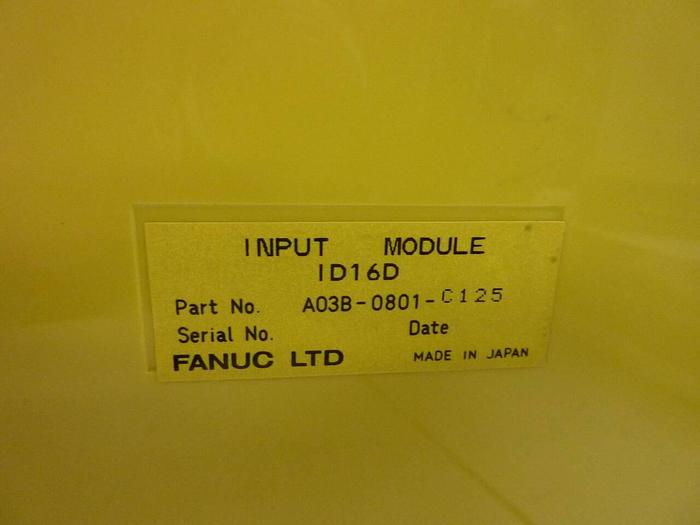 INPUT MODULE
ID16D
Part No. A03B-0801-C125
Serial No. Date
FANUC LTD MADE IN JAPAN